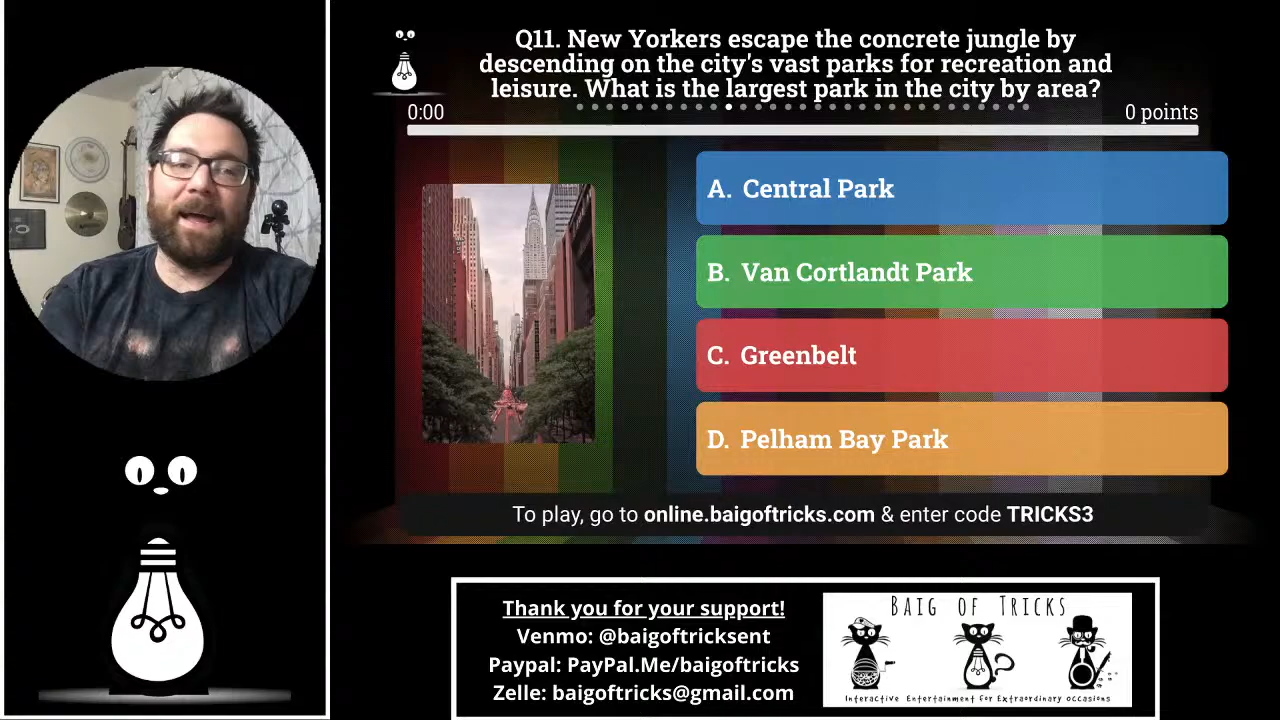 Q11. New Yorkers escape the concrete jungle by
descending on the city's vast parks for recreation and
leisure. What is the largest park in the city by area?
0:00
0 points
A. Central Park
B. Van Cortlandt Park
C. Greenbelt
D. Pelham Bay Park
To play, go to online.baigoftricks.com & enter code TRICKS3
Thank you for your support!
Venmo: @baigoftricksent
Paypal: PayPal.Me/baigoftricks
Zelle: baigoftricks@gmail.com
BAIG OF TRICKS
Interactive Entertainment for Extraordinary Occasions